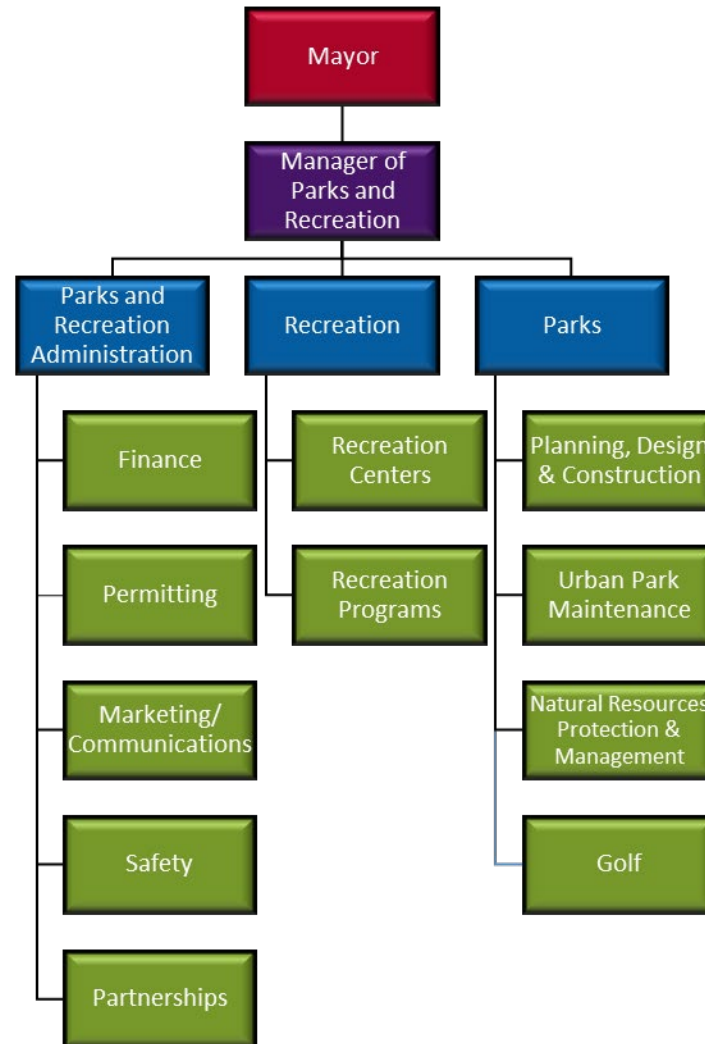 Mayor
Manager of
Parks and
Recreation
Parks and
Recreation
Administration
Recreation
Parks
Finance
Recreation
Centers
Planning, Design
& Construction
Permitting
Recreation
Programs
Urban Park
Maintenance
Marketing/
Communications
Natural Resources
Protection &
Management
Safety
Golf
Partnerships